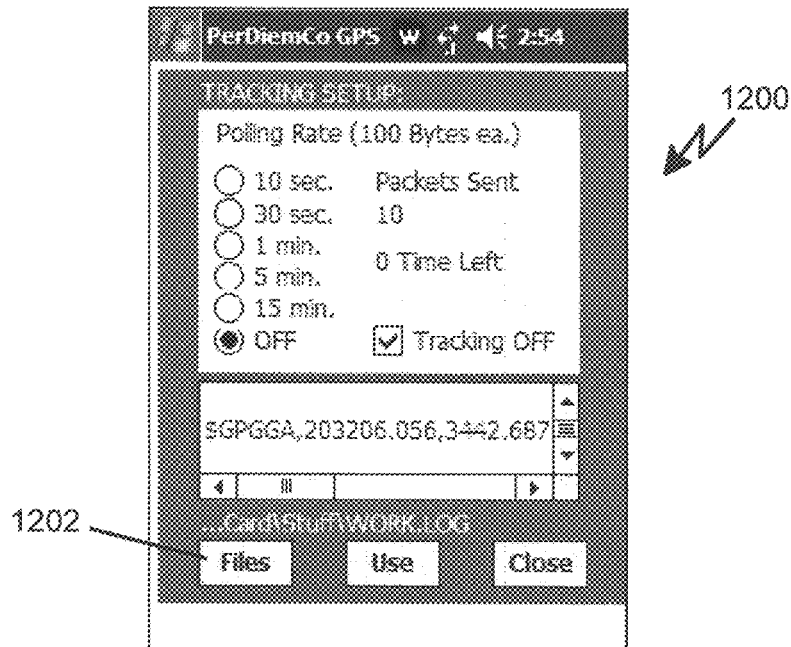 PerDiemCo GPS W 2:54
1200
TRACKING SETUP:
Polling Rate (100 Bytes ea.)
10 sec. Packets Sent
30 sec. 10
1 min.
0 Time Left
5 min.
15 min.
OFF Tracking OFF
$GPGGA,203206.056,3442.687
...Card\Stuff\WORK.LOG
1202
Files Use Close